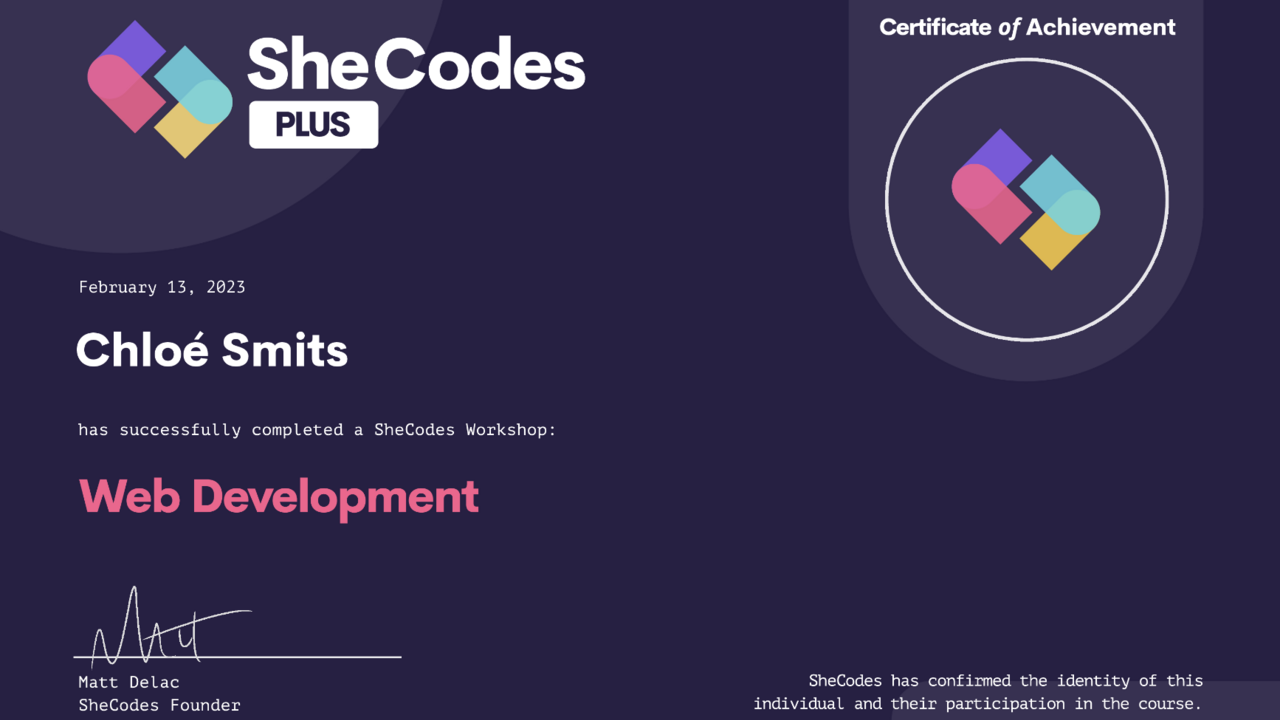 SheCodes
PLUS
Certificate of Achievement
February 13, 2023
Chloé Smits
has successfully completed a SheCodes Workshop:
Web Development
Matt
Matt Delac
SheCodes Founder
SheCodes has confirmed the identity of this
individual and their participation in the course.